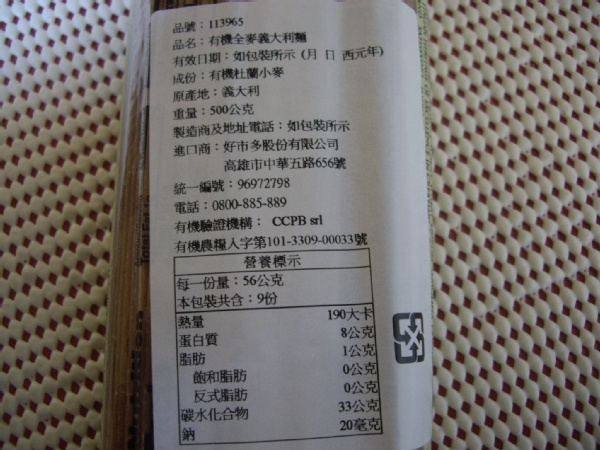 品號：113965
品名：有機全麥義大利麵
有效日期：如包裝所示 (月 日 西元年)
成份：有機杜蘭小麥
原產地：義大利
重量：500公克
製造商及地址電話：如包裝所示
進口商：好市多股份有限公司
高雄市中華五路656號
統一編號：96972798
電話：0800-885-889
有機驗證機構： CCPB srl
有機農糧入字第101-3309-00033號
營養標示
每一份量：56公克
本包裝共含：9份
熱量 190大卡
蛋白質 8公克
脂肪 1公克
飽和脂肪 0公克
反式脂肪 0公克
碳水化合物 33公克
鈉 20毫克